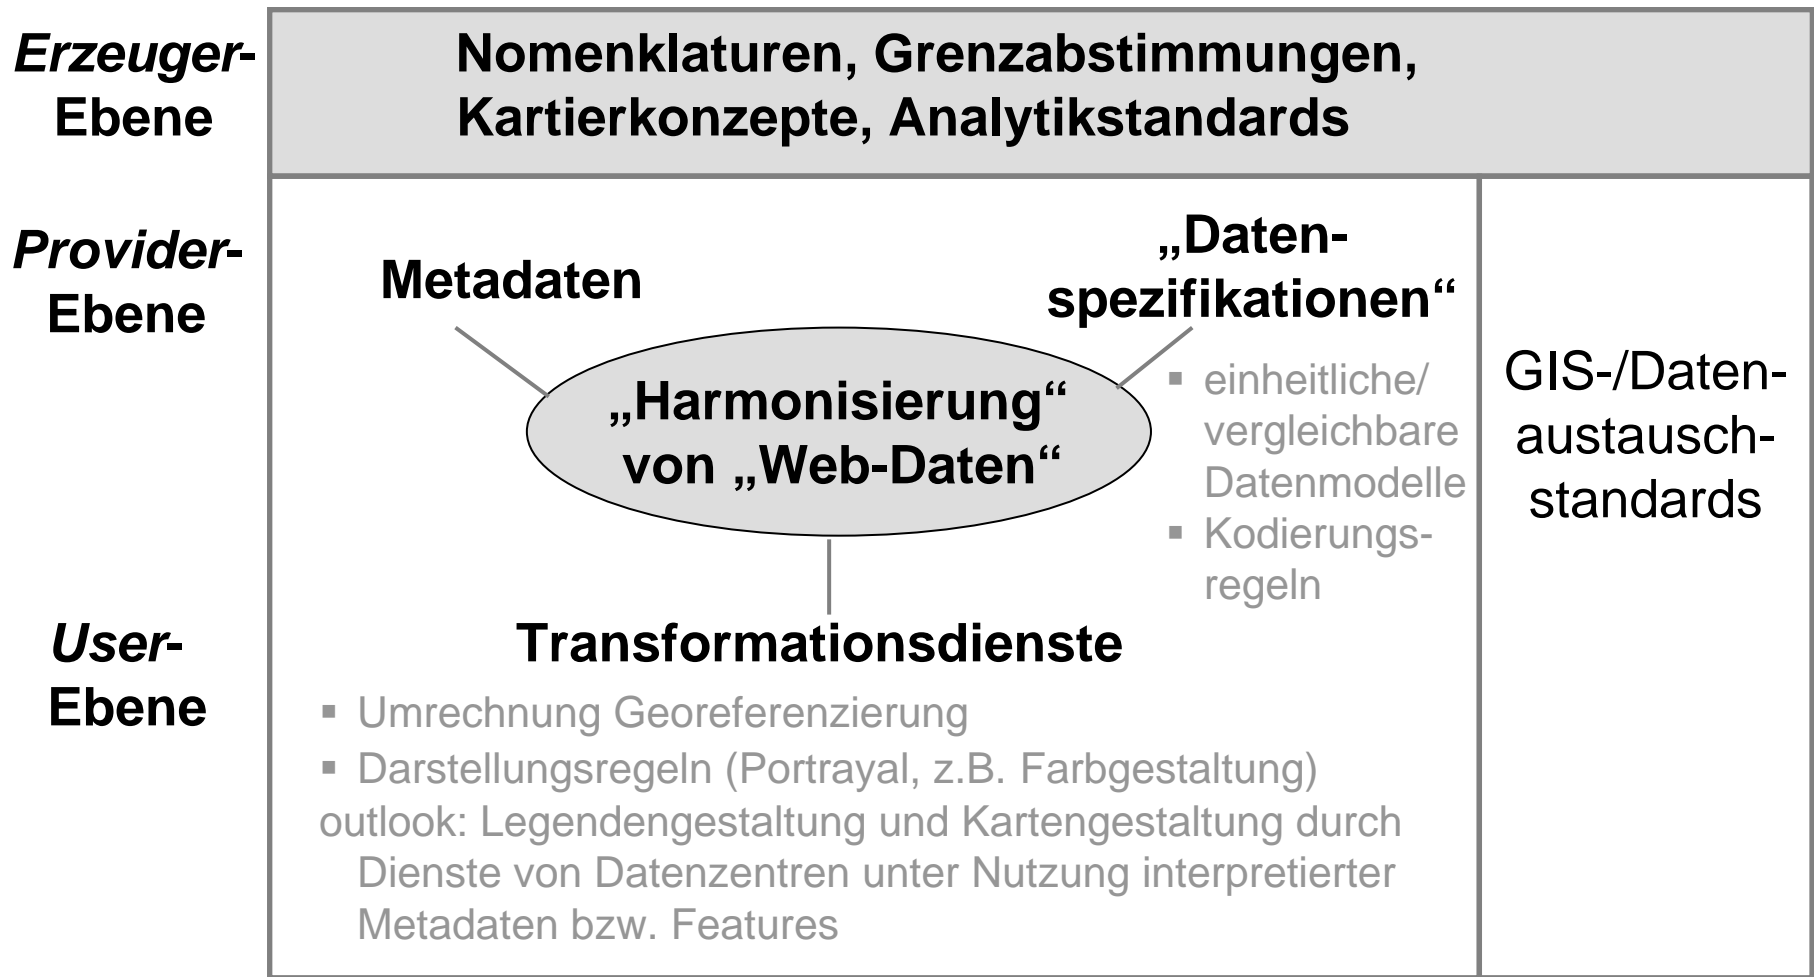 Erzeuger-
Ebene
Nomenklaturen, Grenzabstimmungen,
Kartierkonzepte, Analytikstandards
Provider-
Ebene
Metadaten
„Daten-
spezifikationen“
„Harmonisierung“
von „Web-Daten“
▪ einheitliche/
vergleichbare
Datenmodelle
▪ Kodierungs-
regeln
GIS-/Daten-
austausch-
standards
User-
Ebene
Transformationsdienste
▪ Umrechnung Georeferenzierung
▪ Darstellungsregeln (Portrayal, z.B. Farbgestaltung)
outlook: Legendengestaltung und Kartengestaltung durch
Dienste von Datenzentren unter Nutzung interpretierter
Metadaten bzw. Features